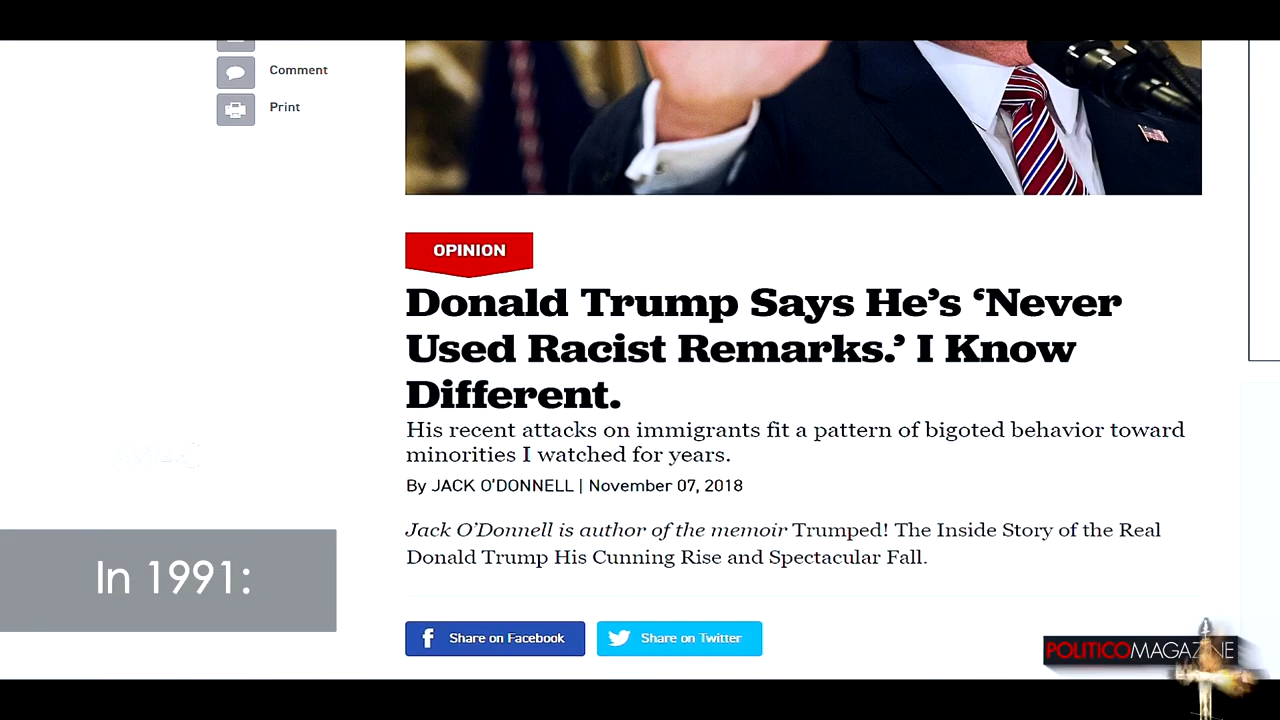 Comment
Print
OPINION
Donald Trump Says He’s ‘Never
Used Racist Remarks.’ I Know
Different.
His recent attacks on immigrants fit a pattern of bigoted behavior toward
minorities I watched for years.
By JACK O’DONNELL | November 07, 2018
Jack O’Donnell is author of the memoir Trumped! The Inside Story of the Real
Donald Trump His Cunning Rise and Spectacular Fall.
In 1991:
f Share on Facebook
Share on Twitter
POLITICOMAGAZINE